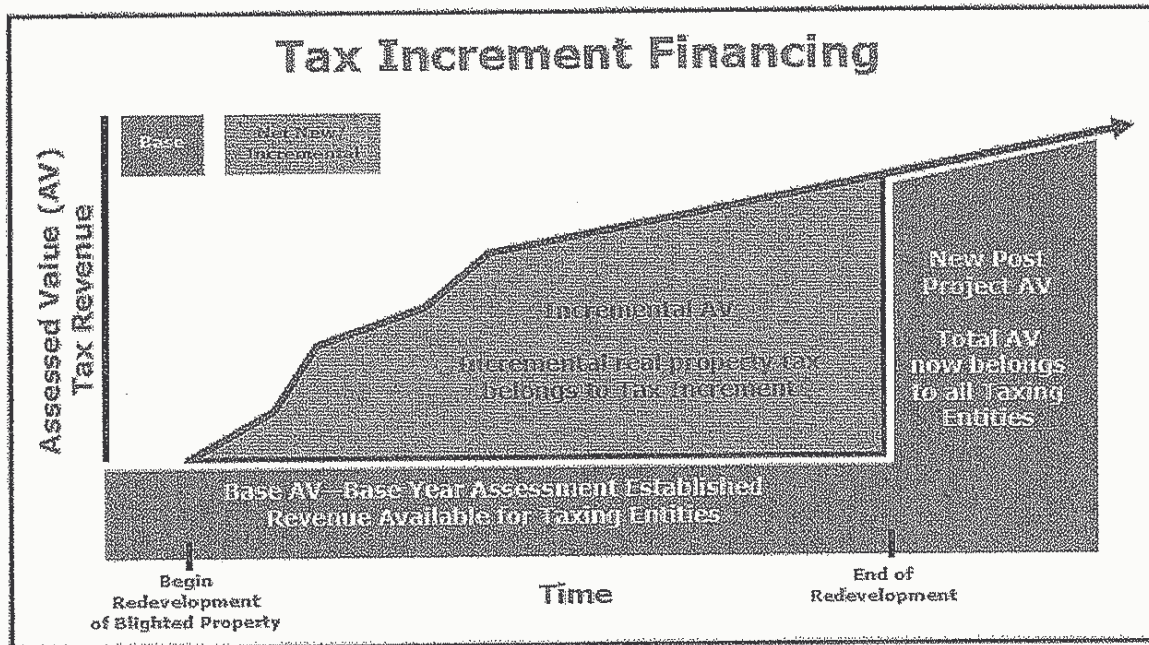 Tax Increment Financing
Base
Net New/
Incremental
Assessed Value (AV)
Tax Revenue
Incremental AV
Incremental real property tax
belongs to Tax Increment
New Post
Project AV
Total AV
now belongs
to all Taxing
Entities
Base AV—Base Year Assessment Established
Revenue Available for Taxing Entities
Begin
Redevelopment
of Blighted Property
Time
End of
Redevelopment